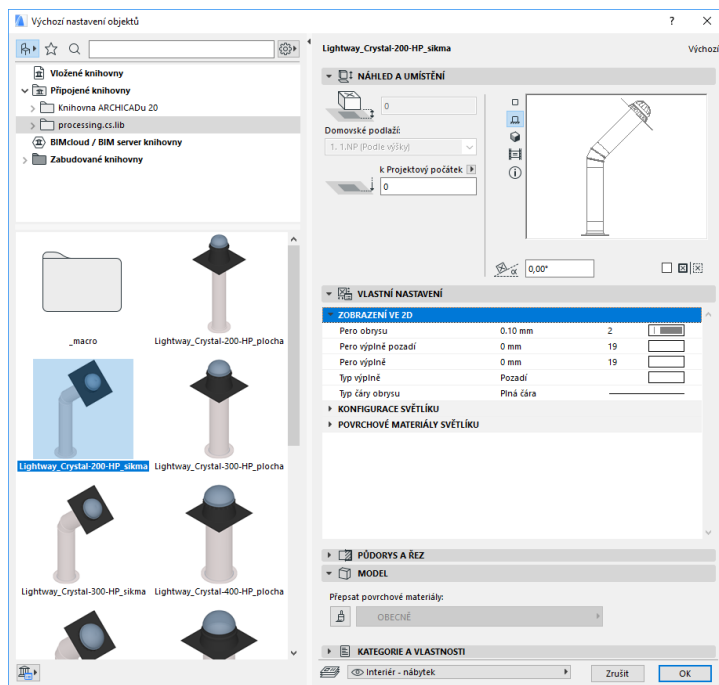 Výchozí nastavení objektů
?
Vložené knihovny
Připojené knihovny
Knihovna ARCHICADu 20
processing.cs.lib
BIMcloud / BIM server knihovny
Zabudované knihovny
_macro
Lightway_Crystal-200-HP_plocha
Lightway_Crystal-200-HP_sikma
Lightway_Crystal-300-HP_plocha
Lightway_Crystal-300-HP_sikma
Lightway_Crystal-400-HP_plocha
Lightway_Crystal-200-HP_sikma
Výchozí
NÁHLED A UMÍSTĚNÍ
0
Domovské podlaží:
1. 1.NP (Podle výšky)
k Projektový počátek
0
α
0,00°
VLASTNÍ NASTAVENÍ
ZOBRAZENÍ VE 2D
Pero obrysu 0.10 mm 2
Pero výplně pozadí 0 mm 19
Pero výplně 0 mm 19
Typ výplně Pozadí
Typ čáry obrysu Plná čára
KONFIGURACE SVĚTLÍKU
POVRCHOVÉ MATERIÁLY SVĚTLÍKU
PŮDORYS A ŘEZ
MODEL
Přepsat povrchové materiály:
OBECNĚ
KATEGORIE A VLASTNOSTI
Interiér - nábytek
Zrušit
OK